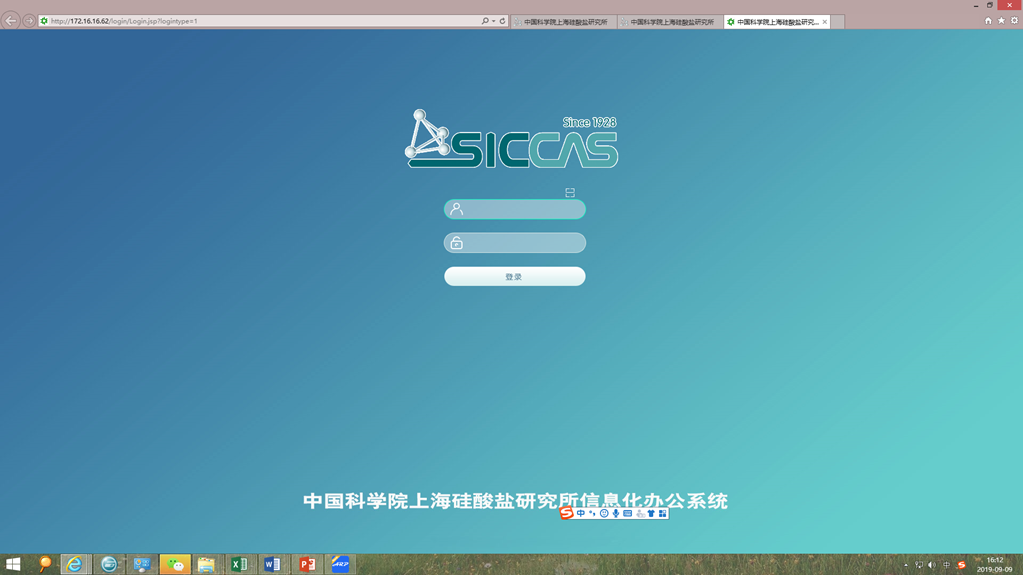 http://172.16.16.62/login/Login.jsp?logintype=1
中国科学院上海硅酸盐研究所
中国科学院上海硅酸盐研究所
中国科学院上海硅酸盐研究...
Since 1928
SICCAS
登录
中国科学院上海硅酸盐研究所信息化办公系统
中
ARP
中
16:12
2019-09-09